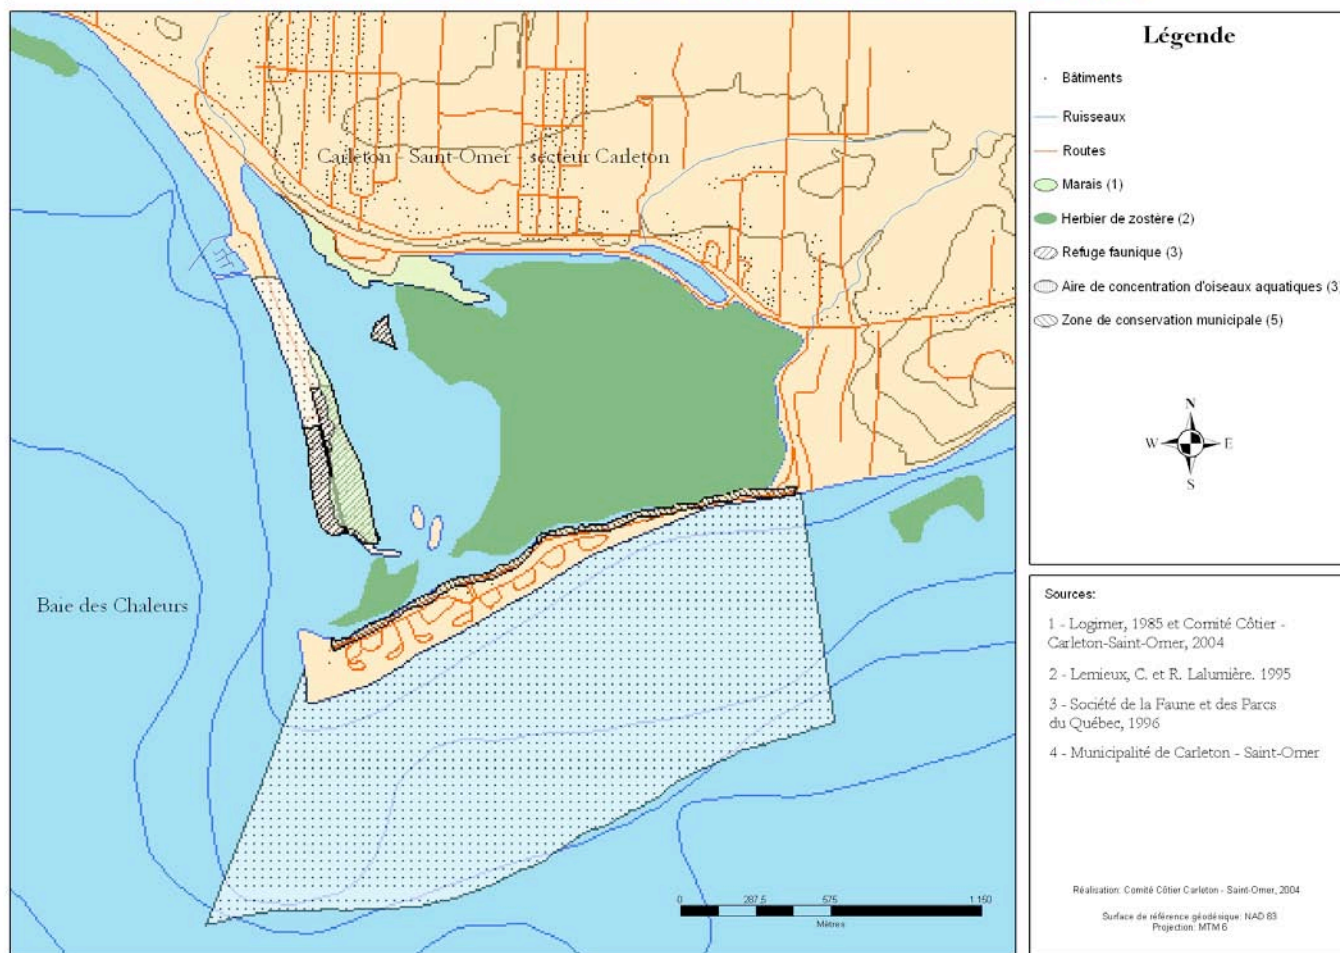 Carleton - Saint-Omer - secteur Carleton
Baie des Chaleurs
0 287,5 575 1 150
Mètres
Légende
Bâtiments
Ruisseaux
Routes
Marais (1)
Herbier de zostère (2)
Refuge faunique (3)
Aire de concentration d'oiseaux aquatiques (3)
Zone de conservation municipale (5)
N
W E
S
Sources:
1 - Logimer, 1985 et Comité Côtier -
Carleton-Saint-Omer, 2004
2 - Lemieux, C. et R. Lalumière. 1995
3 - Société de la Faune et des Parcs
du Québec, 1996
4 - Municipalité de Carleton - Saint-Omer
Réalisation: Comité Côtier Carleton - Saint-Omer, 2004
Surface de référence géodésique: NAD 83
Projection: MTM 6